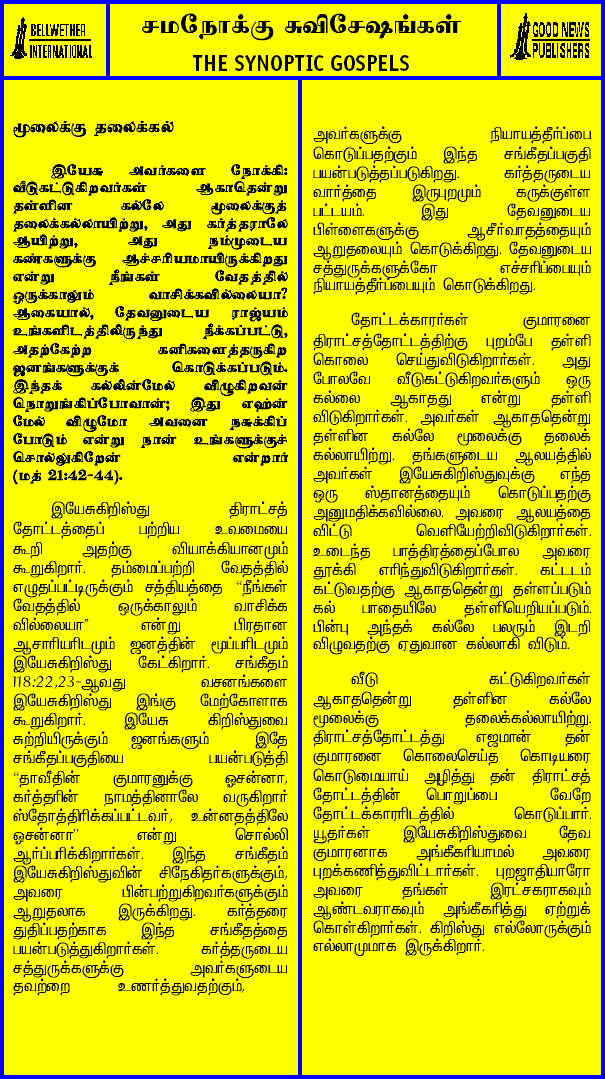 BELLWETHER
INTERNATIONAL
சமநோக்கு சுவிசேஷங்கள்
THE SYNOPTIC GOSPELS
GOOD NEWS
PUBLISHERS
மூலைக்கு தலைக்கல்
இயேசு அவர்களை நோக்கி:
வீடுகட்டுகிறவர்கள் ஆகாதென்று
தள்ளின கல்லே மூலைக்குத்
தலைக்கல்லாயிற்று, அது கர்த்தராலே
ஆயிற்று, அது நம்முடைய
கண்களுக்கு ஆச்சரியமாயிருக்கிறது
என்று நீங்கள் வேதத்தில்
ஒருக்காலும் வாசிக்கவில்லையா?
ஆகையால், தேவனுடைய ராஜ்யம்
உங்களிடத்திலிருந்து நீக்கப்பட்டு,
அதற்கேற்ற கனிகளைத்தருகிற
ஜனங்களுக்குக் கொடுக்கப்படும்.
இந்தக் கல்லின்மேல் விழுகிறவன்
நொறுங்கிப்போவான்; இது எவன்
மேல் விழுமோ அவனை நசுக்கிப்
போடும் என்று நான் உங்களுக்குச்
சொல்லுகிறேன் என்றார்
(மத் 21:42-44).
இயேசுகிறிஸ்து திராட்சத்
தோட்டத்தைப் பற்றிய உவமையை
கூறி அதற்கு வியாக்கியானமும்
கூறுகிறார். தம்மைப்பற்றி வேதத்தில்
எழுதப்பட்டிருக்கும் சத்தியத்தை "நீங்கள்
வேதத்தில் ஒருக்காலும் வாசிக்க
வில்லையா" என்று பிரதான
ஆசாரியரிடமும் ஜனத்தின் மூப்பரிடமும்
இயேசுகிறிஸ்து கேட்கிறார். சங்கீதம்
118:22,23-ஆவது வசனங்களை
இயேசுகிறிஸ்து இங்கு மேற்கோளாக
கூறுகிறார். இயேசு கிறிஸ்துவை
சுற்றியிருக்கும் ஜனங்களும் இதே
சங்கீதப்பகுதியை பயன்படுத்தி
"தாவீதின் குமாரனுக்கு ஓசன்னா,
கர்த்தரின் நாமத்தினாலே வருகிறார்
ஸ்தோத்திரிக்கப்பட்டவர், உன்னதத்திலே
ஓசன்னா" என்று சொல்லி
ஆர்ப்பரிக்கிறார்கள். இந்த சங்கீதம்
இயேசுகிறிஸ்துவின் சிநேகிதர்களுக்கும்,
அவரை பின்பற்றுகிறவர்களுக்கும்
ஆறுதலாக இருக்கிறது. கர்த்தரை
துதிப்பதற்காக இந்த சங்கீதத்தை
பயன்படுத்துகிறார்கள். கர்த்தருடைய
சத்துருக்களுக்கு அவர்களுடைய
தவற்றை உணர்த்துவதற்கும்,
அவர்களுக்கு நியாயத்தீர்ப்பை
கொடுப்பதற்கும் இந்த சங்கீதப்பகுதி
பயன்படுத்தப்படுகிறது. கர்த்தருடைய
வார்த்தை இருபுறமும் கருக்குள்ள
பட்டயம். இது தேவனுடைய
பிள்ளைகளுக்கு ஆசீர்வாதத்தையும்
ஆறுதலையும் கொடுக்கிறது. தேவனுடைய
சத்துருக்களுக்கோ எச்சரிப்பையும்
நியாயத்தீர்ப்பையும் கொடுக்கிறது.
தோட்டக்காரர்கள் குமாரனை
திராட்சத்தோட்டத்திற்கு புறம்பே தள்ளி
கொலை செய்துவிடுகிறார்கள். அது
போலவே வீடுகட்டுகிறவர்களும் ஒரு
கல்லை ஆகாதது என்று தள்ளி
விடுகிறார்கள். அவர்கள் ஆகாததென்று
தள்ளின கல்லே மூலைக்கு தலைக்
கல்லாயிற்று. தங்களுடைய ஆலயத்தில்
அவர்கள் இயேசுகிறிஸ்துவுக்கு எந்த
ஒரு ஸ்தானத்தையும் கொடுப்பதற்கு
அனுமதிக்கவில்லை. அவரை ஆலயத்தை
விட்டு வெளியேற்றிவிடுகிறார்கள்.
உடைந்த பாத்திரத்தைப்போல அவரை
தூக்கி எரிந்துவிடுகிறார்கள். கட்டடம்
கட்டுவதற்கு ஆகாததென்று தள்ளப்படும்
கல் பாதையிலே தள்ளியெறியப்படும்.
பின்பு அந்தக் கல்லே பலரும் இடறி
விழுவதற்கு ஏதுவான கல்லாகி விடும்.
வீடு கட்டுகிறவர்கள்
ஆகாததென்று தள்ளின கல்லே
மூலைக்கு தலைக்கல்லாயிற்று.
திராட்சத்தோட்டத்து எஜமான் தன்
குமாரனை கொலைசெய்த கொடியரை
கொடுமையாய் அழித்து தன் திராட்சத்
தோட்டத்தின் பொறுப்பை வேறே
தோட்டக்காரரிடத்தில் கொடுப்பார்.
யூதர்கள் இயேசுகிறிஸ்துவை தேவ
குமாரனாக அங்கீகரியாமல் அவரை
புறக்கணித்துவிட்டார்கள். புறஜாதியாரோ
அவரை தங்கள் இரட்சகராகவும்
ஆண்டவராகவும் அங்கீகரித்து ஏற்றுக்
கொள்கிறார்கள். கிறிஸ்து எல்லோருக்கும்
எல்லாமுமாக இருக்கிறார்.